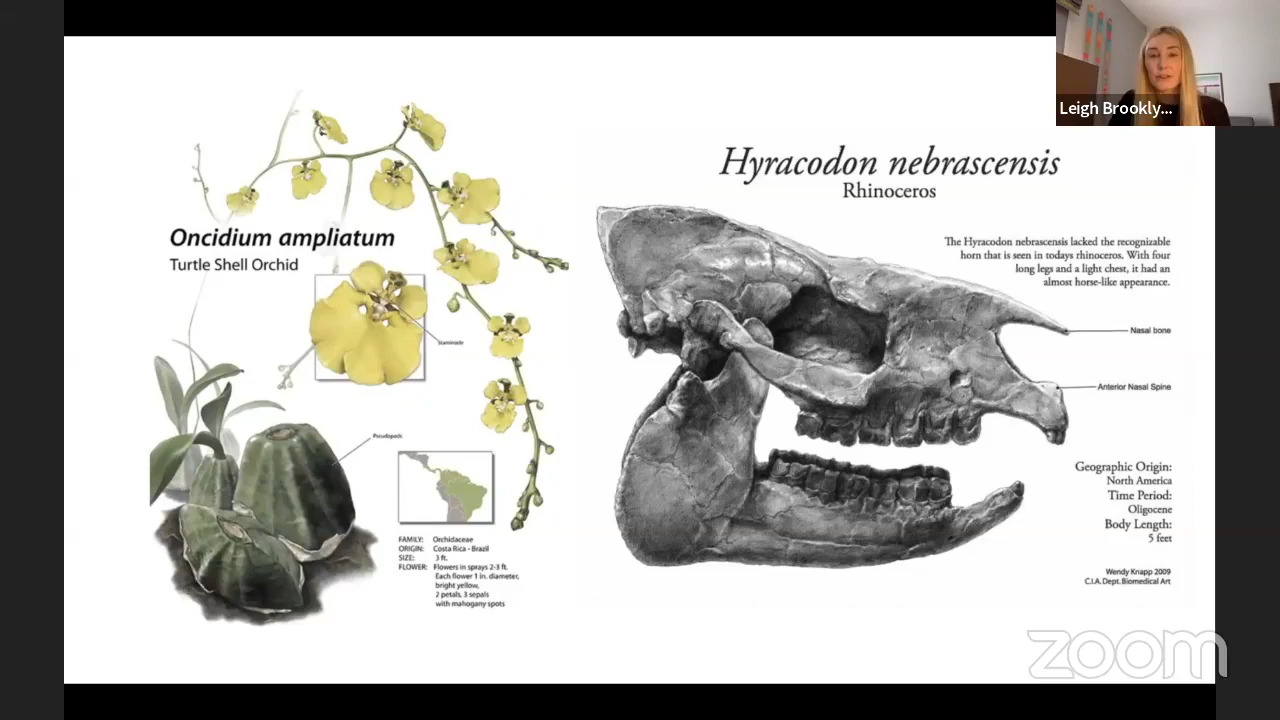 Leigh Brookly...
Oncidium ampliatum
Turtle Shell Orchid
Staminode
Pseudopods
FAMILY: Orchidaceae
ORIGIN: Costa Rica - Brazil
SIZE: 3 ft.
FLOWER: Flowers in sprays 2-3 ft.
Each flower 1 in. diameter,
bright yellow,
2 petals, 3 sepals
with mahogany spots
Hyracodon nebrascensis
Rhinoceros
The Hyracodon nebrascensis lacked the recognizable
horn that is seen in todays rhinoceros. With four
long legs and a light chest, it had an
almost horse-like appearance.
Nasal bone
Anterior Nasal Spine
Geographic Origin:
North America
Time Period:
Oligocene
Body Length:
5 feet
Wendy Knapp 2009
C.I.A.Dept.Biomedical Art
zoom